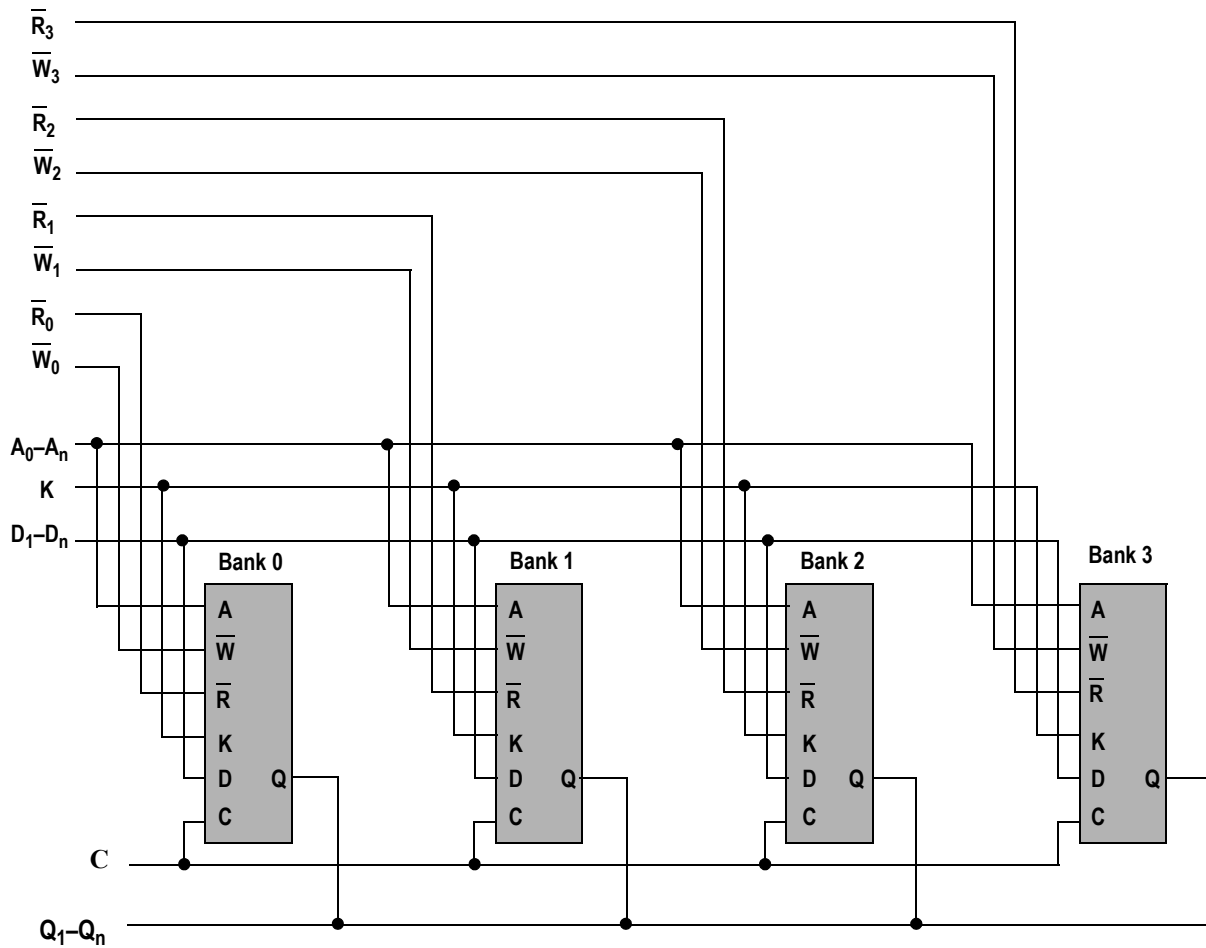 R̅₃
W̅₃
R̅₂
W̅₂
R̅₁
W̅₁
R̅₀
W̅₀
A₀–Aₙ
K
D₁–Dₙ
Bank 0
Bank 1
Bank 2
Bank 3
A
W̅
R̅
K
D Q
C
A
W̅
R̅
K
D Q
C
A
W̅
R̅
K
D Q
C
A
W̅
R̅
K
D Q
C
C
Q₁–Qₙ